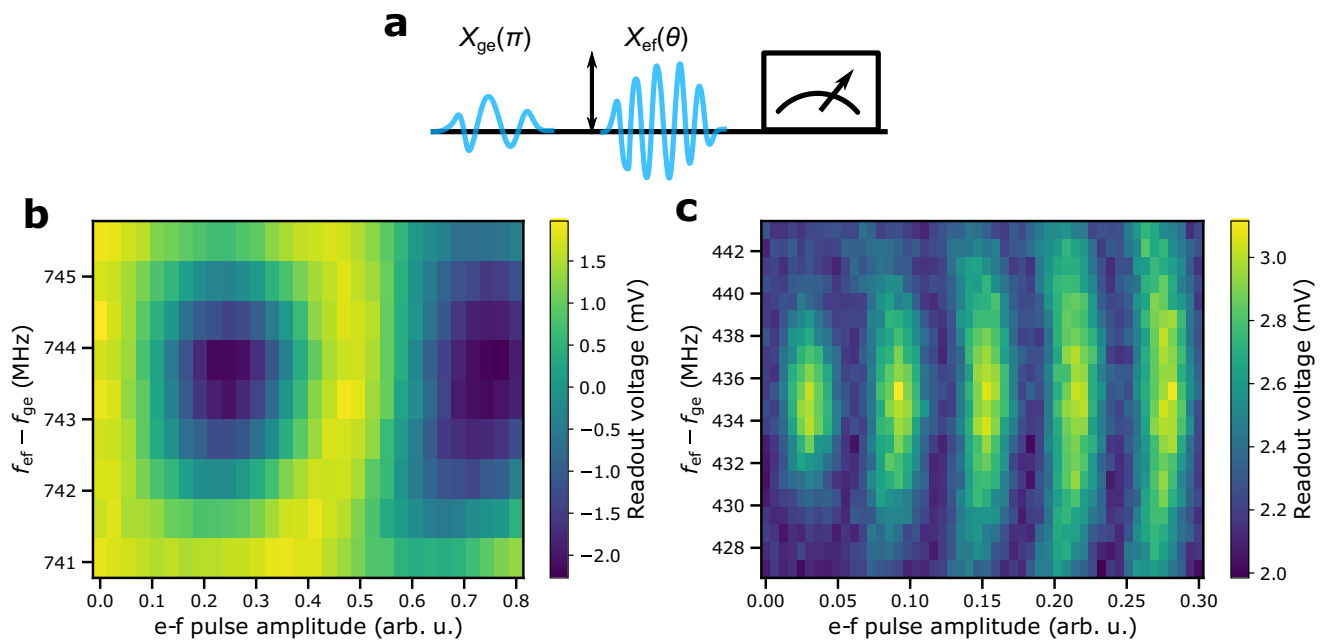 a
X_ge(π)
X_ef(θ)
b
745
744
743
742
741
f_ef − f_ge (MHz)
0.0 0.1 0.2 0.3 0.4 0.5 0.6 0.7 0.8
e-f pulse amplitude (arb. u.)
1.5
1.0
0.5
0.0
−0.5
−1.0
−1.5
−2.0
Readout voltage (mV)
c
442
440
438
436
434
432
430
428
f_ef − f_ge (MHz)
0.00 0.05 0.10 0.15 0.20 0.25 0.30
e-f pulse amplitude (arb. u.)
3.0
2.8
2.6
2.4
2.2
2.0
Readout voltage (mV)